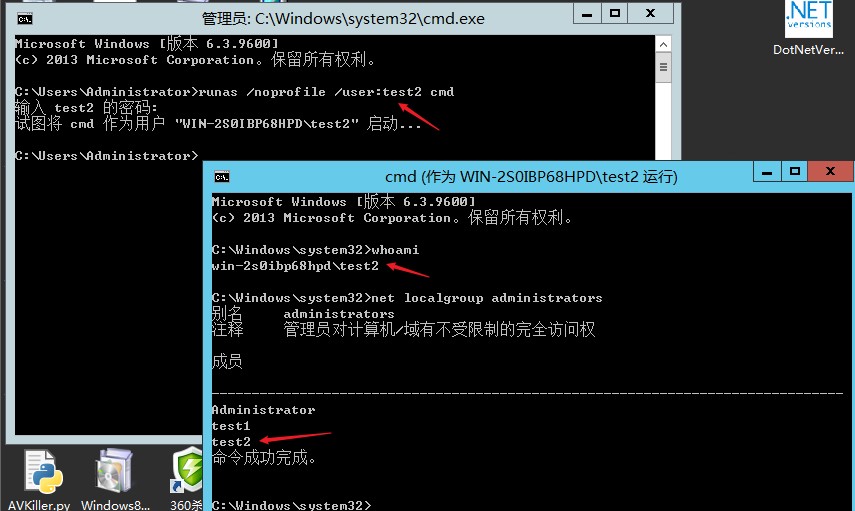 管理员: C:\Windows\system32\cmd.exe
Microsoft Windows [版本 6.3.9600]
(c) 2013 Microsoft Corporation。保留所有权利。
C:\Users\Administrator>runas /noprofile /user:test2 cmd
输入 test2 的密码:
试图将 cmd 作为用户 "WIN-2S0IBP68HPD\test2" 启动...
C:\Users\Administrator>
.NET
versions
DotNetVer...
cmd (作为 WIN-2S0IBP68HPD\test2 运行)
Microsoft Windows [版本 6.3.9600]
(c) 2013 Microsoft Corporation。保留所有权利。
C:\Windows\system32>whoami
win-2s0ibp68hpd\test2
C:\Windows\system32>net localgroup administrators
别名 administrators
注释 管理员对计算机/域有不受限制的完全访问权
成员
-------------------------------------------------------------------------------
Administrator
test1
test2
命令成功完成。
C:\Windows\system32>
AVKiller.py
Windows8...
360杀